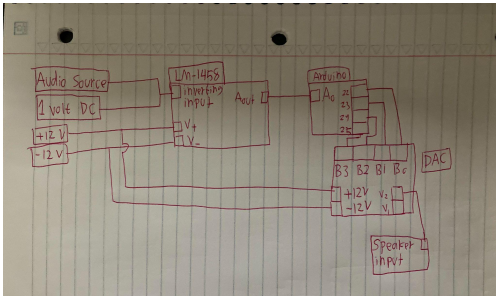 Audio Source
1 volt DC
+12 V
-12 V
LM-1458
inverting
input
Aout
V+
V-
Arduino
A0
22
23
24
25
DAC
B3 B2 B1 B0
+12V
-12V
V2
V1
Speaker
input